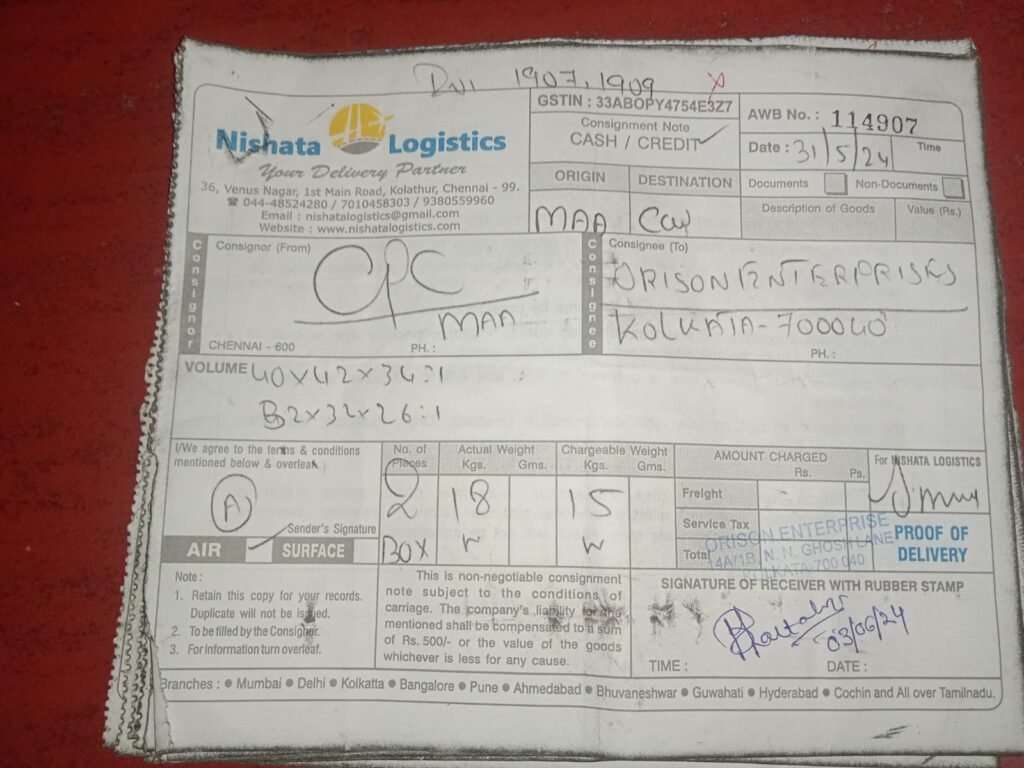 1907, 1909
Nishata Logistics
Your Delivery Partner
36, Venus Nagar, 1st Main Road, Kolathur, Chennai - 99.
☎ 044-48524280 / 7010458303 / 9380559960
Email : nishatalogistics@gmail.com
Website : www.nishatalogistics.com
GSTIN : 33ABOPY4754E3Z7
Consignment Note
CASH / CREDIT
ORIGIN DESTINATION
MAA
AWB No. : 114907
Date : 31/5/24 Time
Documents Non-Documents
Description of Goods Value (Rs.)
Consignor
Consignor (From)
CPC
MAA
CHENNAI - 600 PH. :
Consignee
Consignee (To)
ORISON ENTERPRISES
KOLKATA - 700040
PH. :
VOLUME 40x42x34:1
32x32x26:1
I/We agree to the terms & conditions
mentioned below & overleaf
A
Sender's Signature
AIR SURFACE
No. of Pieces
2
BOX
Actual Weight
Kgs. Gms.
18
Chargeable Weight
Kgs. Gms.
15
AMOUNT CHARGED
Rs. Ps.
Freight -
Service Tax
Total
For NISHATA LOGISTICS
ORISON ENTERPRISE
14A/1B, N. N. GHOSH LANE
KOLKATA-700 040
PROOF OF
DELIVERY
Note :
1. Retain this copy for your records.
Duplicate will not be issued.
2. To be filled by the Consignor.
3. For information turn overleaf.
This is non-negotiable consignment
note subject to the conditions of
carriage. The company's liability for the
mentioned shall be compensated to a sum
of Rs. 500/- or the value of the goods
whichever is less for any cause.
SIGNATURE OF RECEIVER WITH RUBBER STAMP
03/06/24
TIME : DATE :
Branches : ● Mumbai ● Delhi ● Kolkatta ● Bangalore ● Pune ● Ahmedabad ● Bhuvaneshwar ● Guwahati ● Hyderabad ● Cochin and All over Tamilnadu.